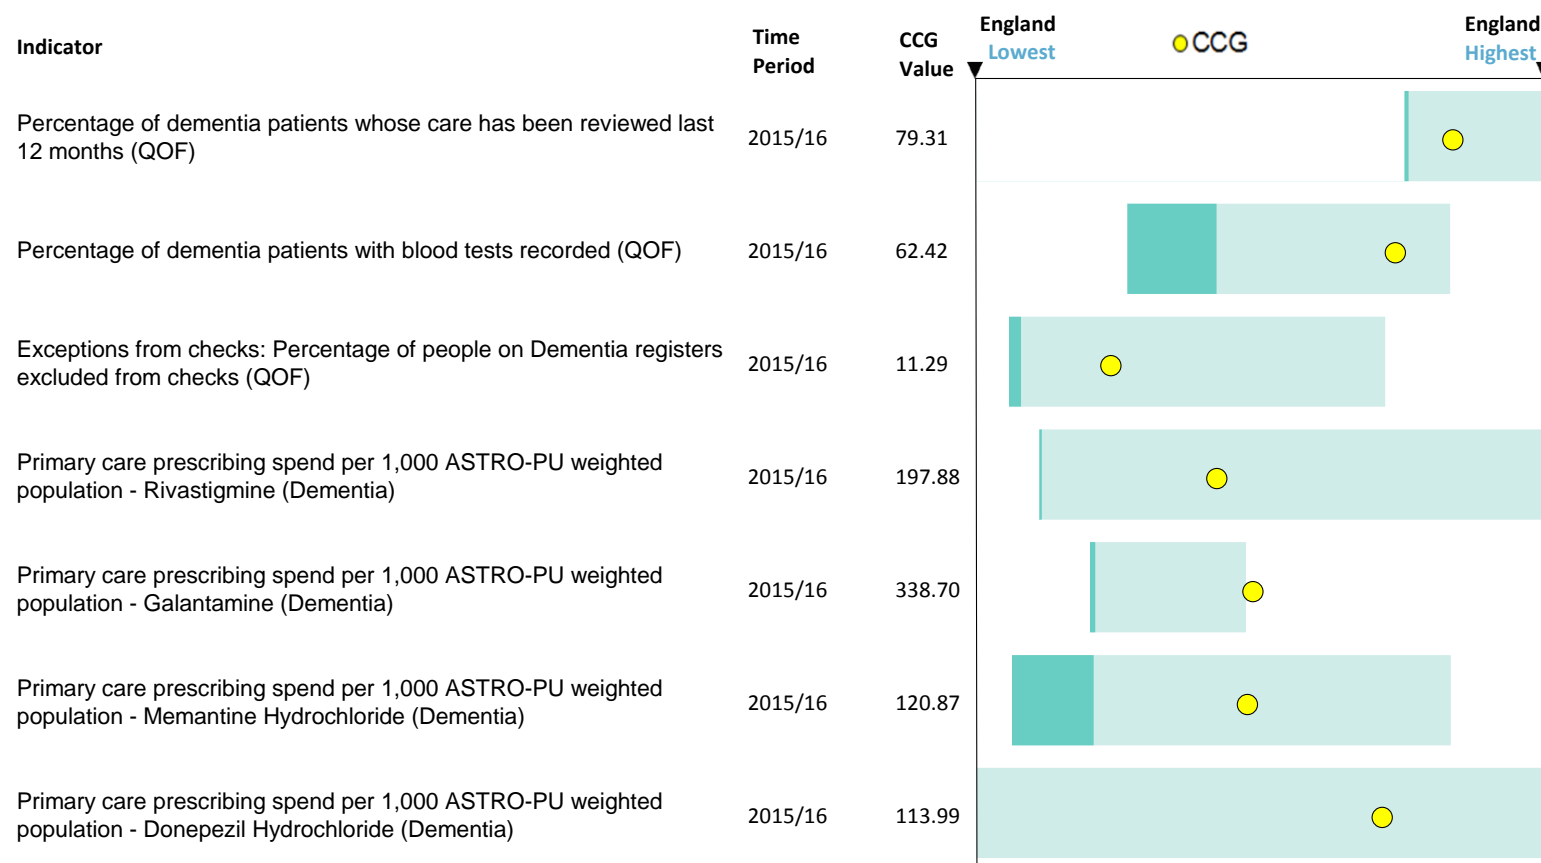 Indicator
Time
Period
CCG
Value
England
Lowest
CCG
England
Highest
Percentage of dementia patients whose care has been reviewed last
12 months (QOF)
2015/16
79.31
Percentage of dementia patients with blood tests recorded (QOF)
2015/16
62.42
Exceptions from checks: Percentage of people on Dementia registers
excluded from checks (QOF)
2015/16
11.29
Primary care prescribing spend per 1,000 ASTRO-PU weighted
population - Rivastigmine (Dementia)
2015/16
197.88
Primary care prescribing spend per 1,000 ASTRO-PU weighted
population - Galantamine (Dementia)
2015/16
338.70
Primary care prescribing spend per 1,000 ASTRO-PU weighted
population - Memantine Hydrochloride (Dementia)
2015/16
120.87
Primary care prescribing spend per 1,000 ASTRO-PU weighted
population - Donepezil Hydrochloride (Dementia)
2015/16
113.99